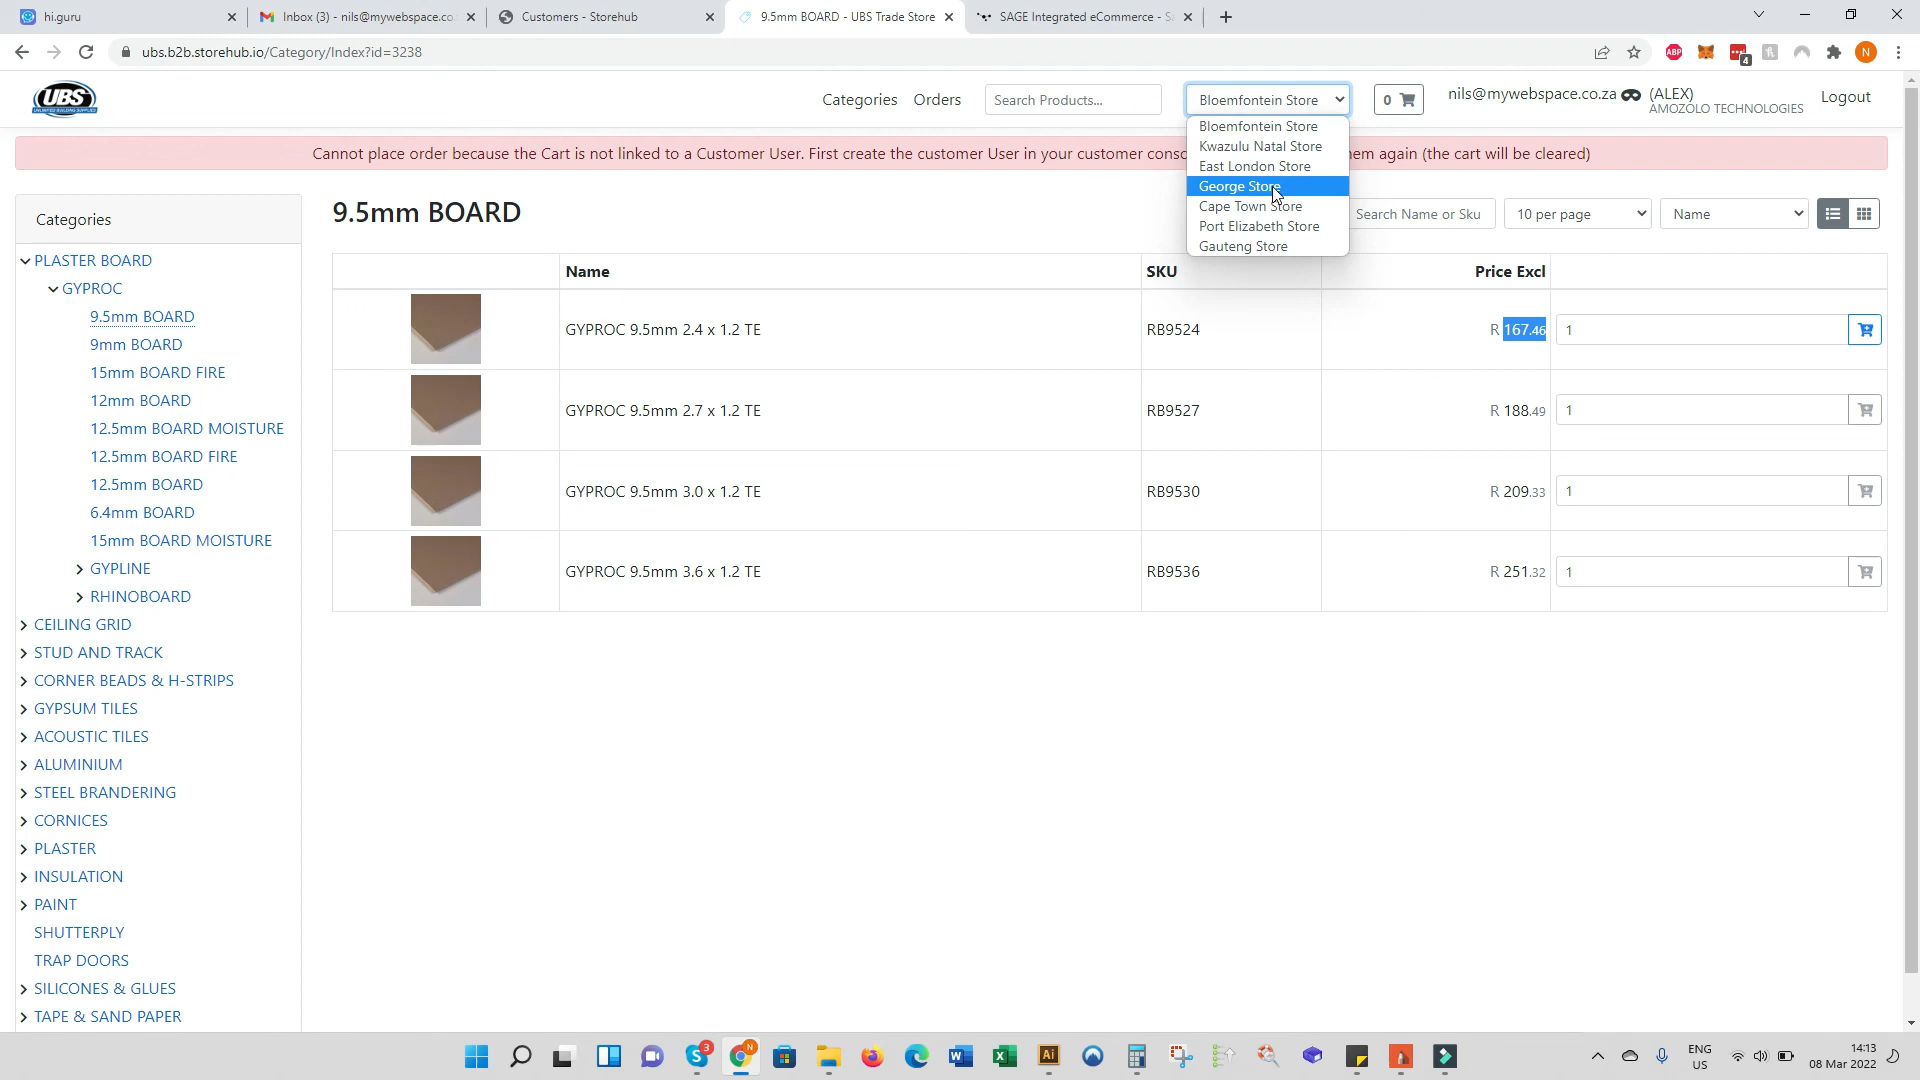 hi.guru
Inbox (3) - nils@mywebspace.co.
Customers - Storehub
9.5mm BOARD - UBS Trade Store
SAGE Integrated eCommerce - S
ubs.b2b.storehub.io/Category/Index?id=3238
ABP
4
N
UBS
UNLIMITED BUILDING SUPPLIES
Categories
Orders
Search Products...
Bloemfontein Store
0
nils@mywebspace.co.za
(ALEX)
AMOZOLO TECHNOLOGIES
Logout
Bloemfontein Store
Kwazulu Natal Store
East London Store
George Store
Cape Town Store
Port Elizabeth Store
Gauteng Store
Cannot place order because the Cart is not linked to a Customer User. First create the customer User in your customer conso
em again (the cart will be cleared)
Categories
PLASTER BOARD
GYPROC
9.5mm BOARD
9mm BOARD
15mm BOARD FIRE
12mm BOARD
12.5mm BOARD MOISTURE
12.5mm BOARD FIRE
12.5mm BOARD
6.4mm BOARD
15mm BOARD MOISTURE
GYPLINE
RHINOBOARD
CEILING GRID
STUD AND TRACK
CORNER BEADS & H-STRIPS
GYPSUM TILES
ACOUSTIC TILES
ALUMINIUM
STEEL BRANDERING
CORNICES
PLASTER
INSULATION
PAINT
SHUTTERPLY
TRAP DOORS
SILICONES & GLUES
TAPE & SAND PAPER
9.5mm BOARD
Search Name or Sku
10 per page
Name
Name SKU Price Excl
GYPROC 9.5mm 2.4 x 1.2 TE RB9524 R 167.46 1
GYPROC 9.5mm 2.7 x 1.2 TE RB9527 R 188.49 1
GYPROC 9.5mm 3.0 x 1.2 TE RB9530 R 209.33 1
GYPROC 9.5mm 3.6 x 1.2 TE RB9536 R 251.32 1
3
N
Ai
ENG
US
14:13
08 Mar 2022